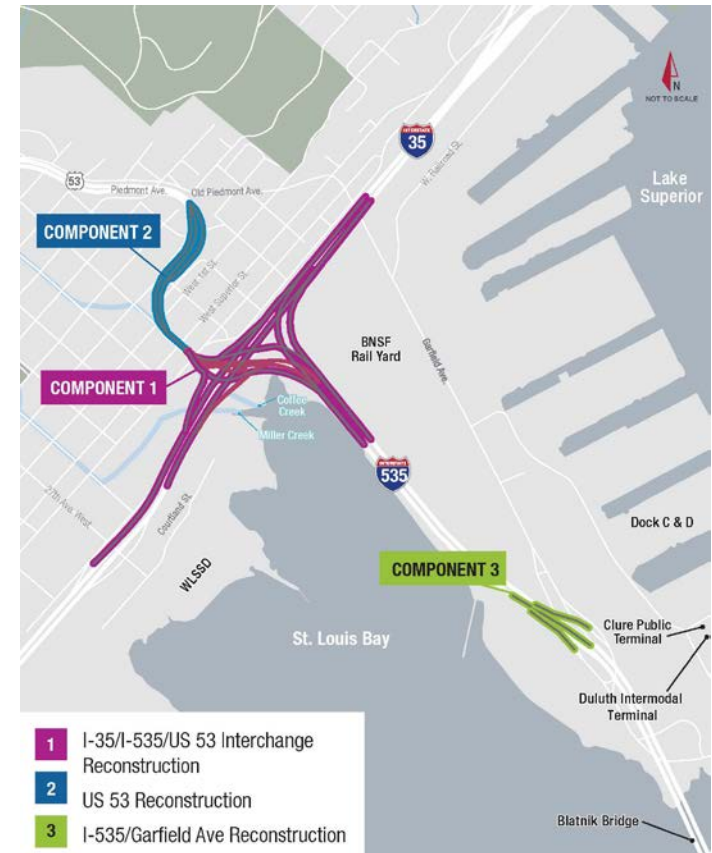 N
NOT TO SCALE
INTERSTATE
35
W. Railroad St.
Lake
Superior
53
Piedmont Ave.
Old Piedmont Ave.
COMPONENT 2
West 1st St.
West Superior St.
BNSF
Rail Yard
Garfield Ave.
COMPONENT 1
Coffee
Creek
Miller Creek
INTERSTATE
535
27th Ave. West
Courtland St.
WLSSD
Dock C & D
COMPONENT 3
St. Louis Bay
Clure Public
Terminal
Duluth Intermodal
Terminal
Blatnik Bridge
1 I-35/I-535/US 53 Interchange
Reconstruction
2 US 53 Reconstruction
3 I-535/Garfield Ave Reconstruction